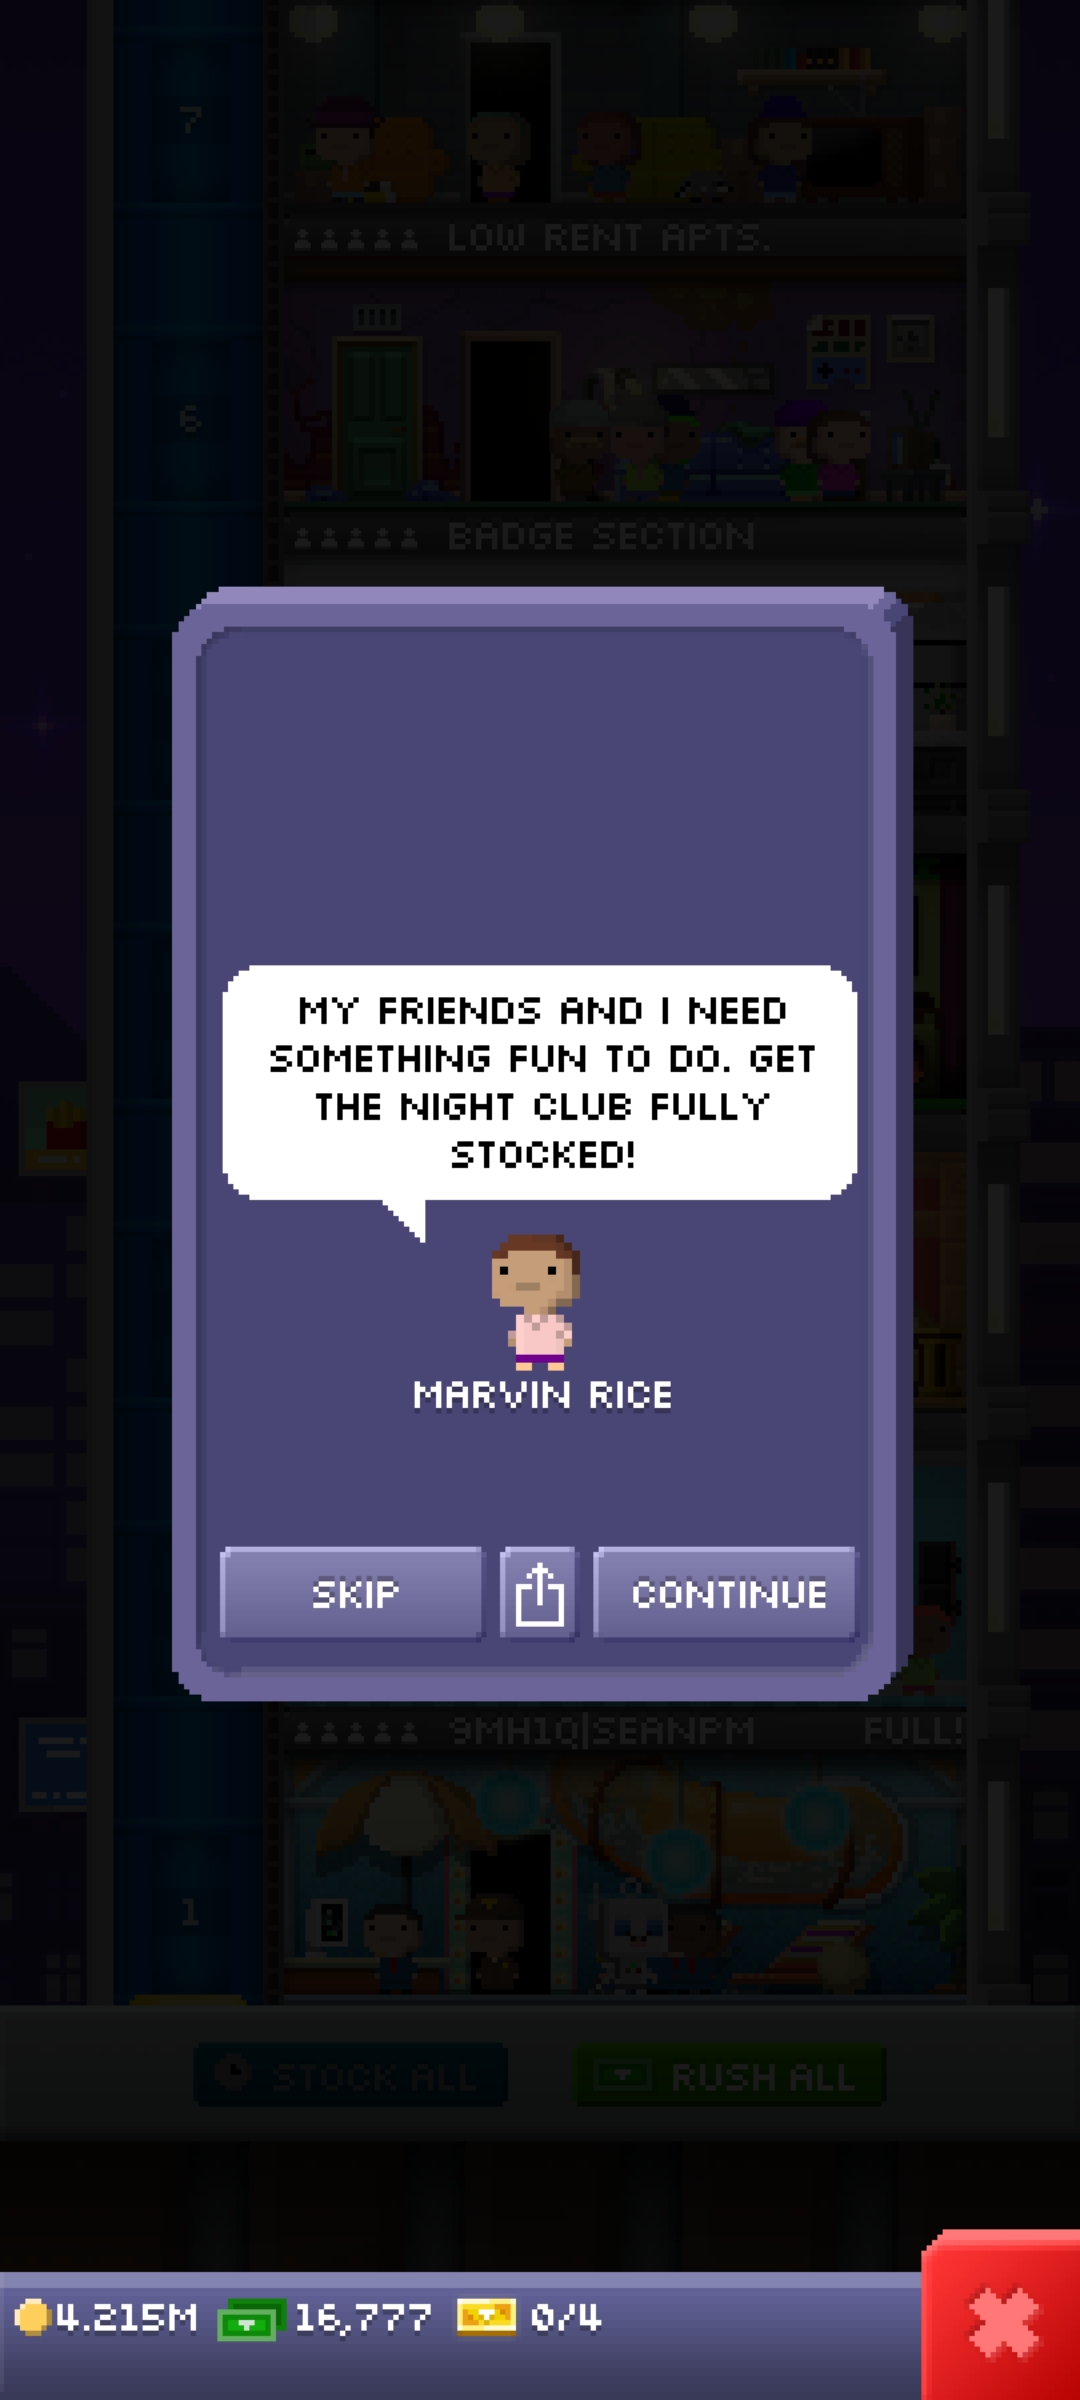 7
LOW RENT APTS.
6
BADGE SECTION
MY FRIENDS AND I NEED
SOMETHING FUN TO DO. GET
THE NIGHT CLUB FULLY
STOCKED!
MARVIN RICE
SKIP
CONTINUE
9MH1Q|SEANPM FULL!
1
STOCK ALL
RUSH ALL
4.215M 16,777 0/4